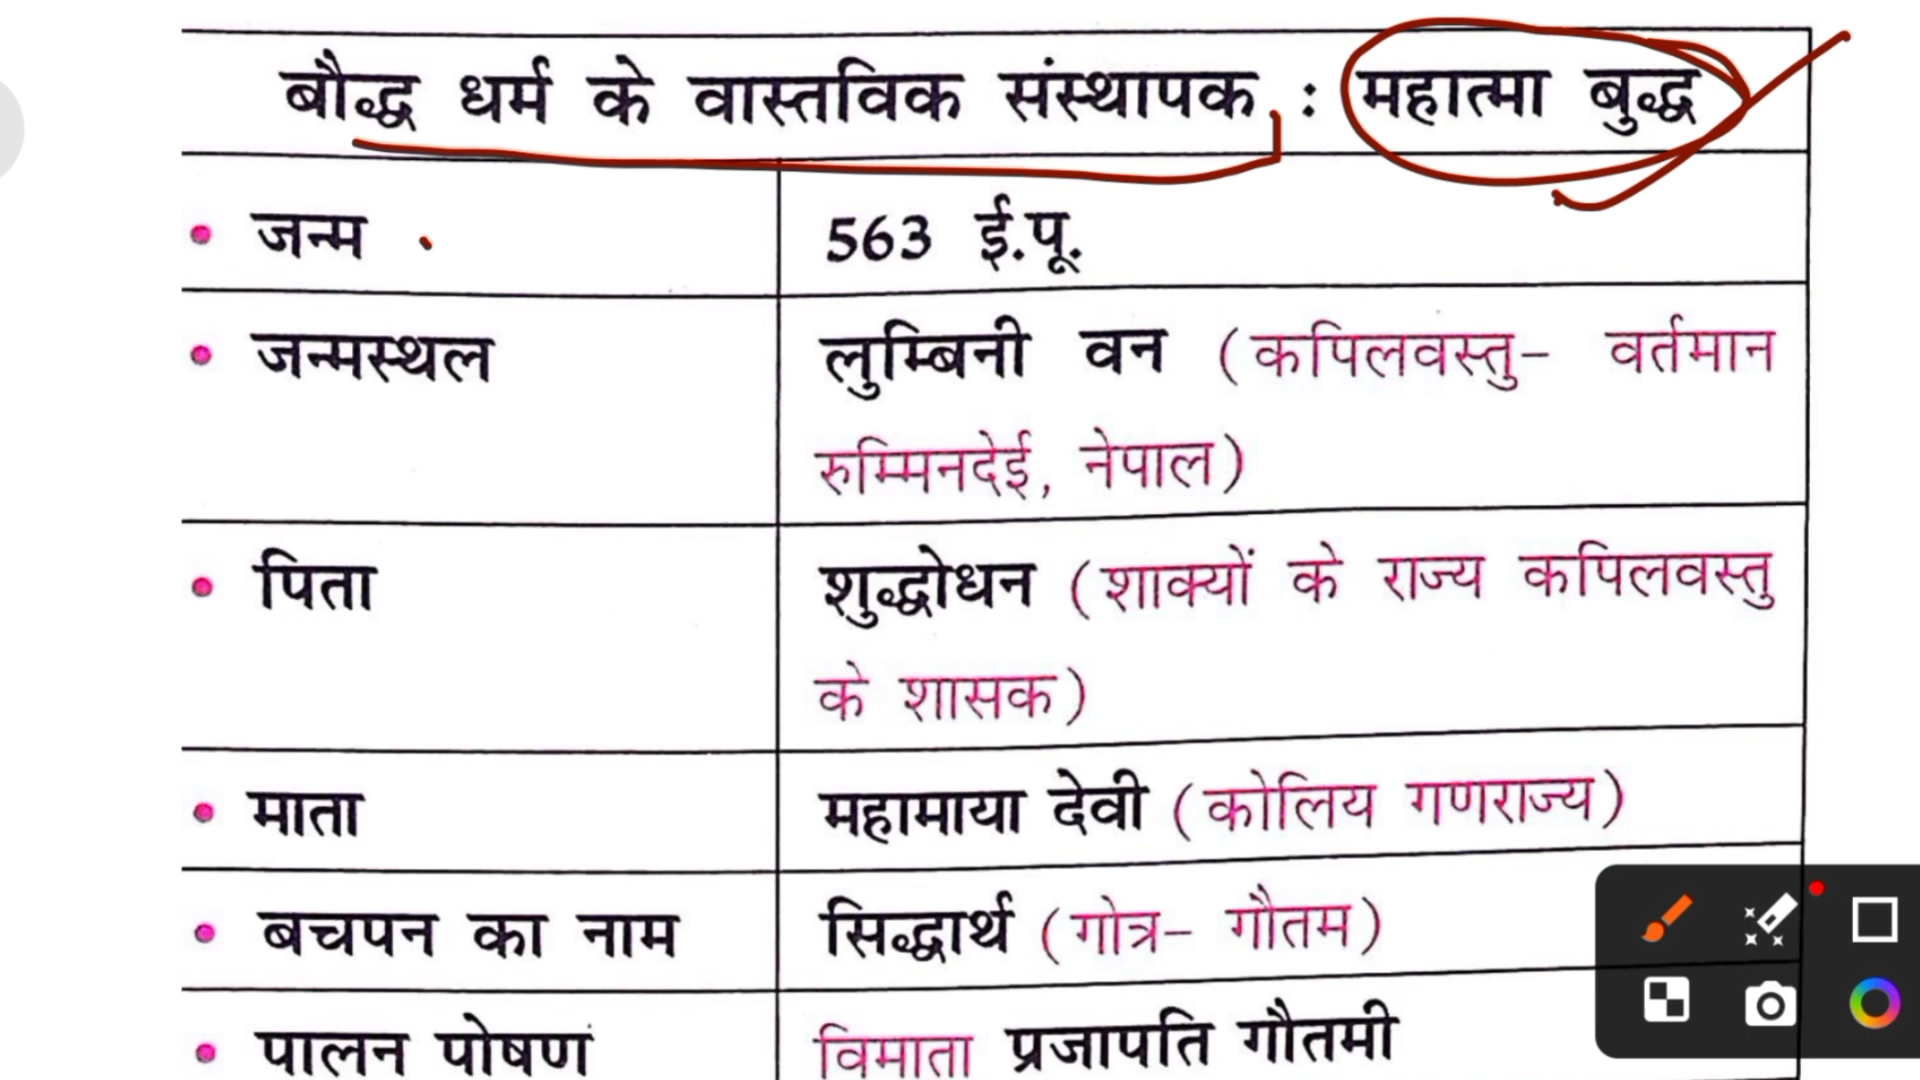 बौद्ध धर्म के वास्तविक संस्थापक : महात्मा बुद्ध
• जन्म 563 ई.पू.
• जन्मस्थल लुम्बिनी वन (कपिलवस्तु– वर्तमान
रुम्मिनदेई, नेपाल)
• पिता शुद्धोधन (शाक्यों के राज्य कपिलवस्तु
के शासक)
• माता महामाया देवी (कोलिय गणराज्य)
• बचपन का नाम सिद्धार्थ (गोत्र– गौतम)
• पालन पोषण विमाता प्रजापति गौतमी